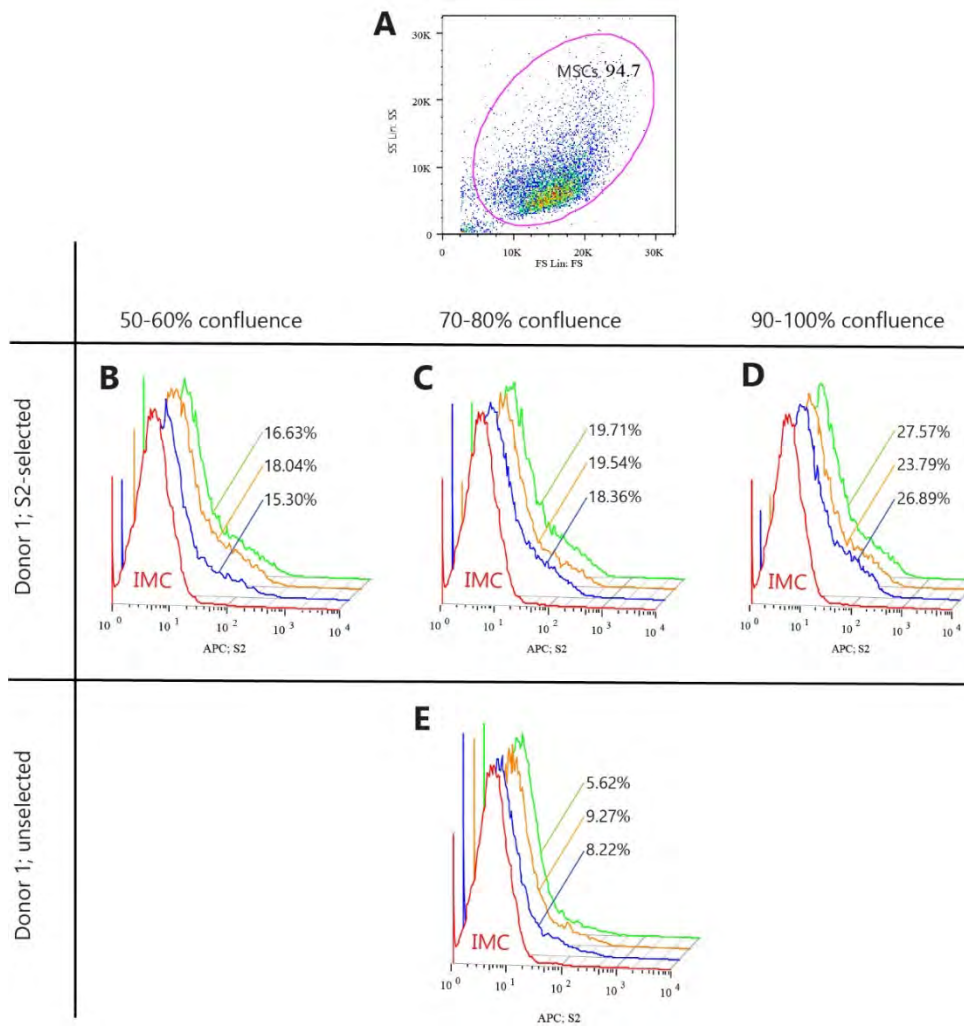 A
30K
20K
10K
0
SS Lin: SS
MSCs 94.7
0 10K 20K 30K
FS Lin: FS
50-60% confluence 70-80% confluence 90-100% confluence
Donor 1; S2-selected
B
16.63%
18.04%
15.30%
IMC
10 0 10 1 10 2 10 3 10 4
APC; S2
C
19.71%
19.54%
18.36%
IMC
10 0 10 1 10 2 10 3 10 4
APC; S2
D
27.57%
23.79%
26.89%
IMC
10 0 10 1 10 2 10 3 10 4
APC; S2
Donor 1; unselected
E
5.62%
9.27%
8.22%
IMC
10 0 10 1 10 2 10 3 10 4
APC; S2